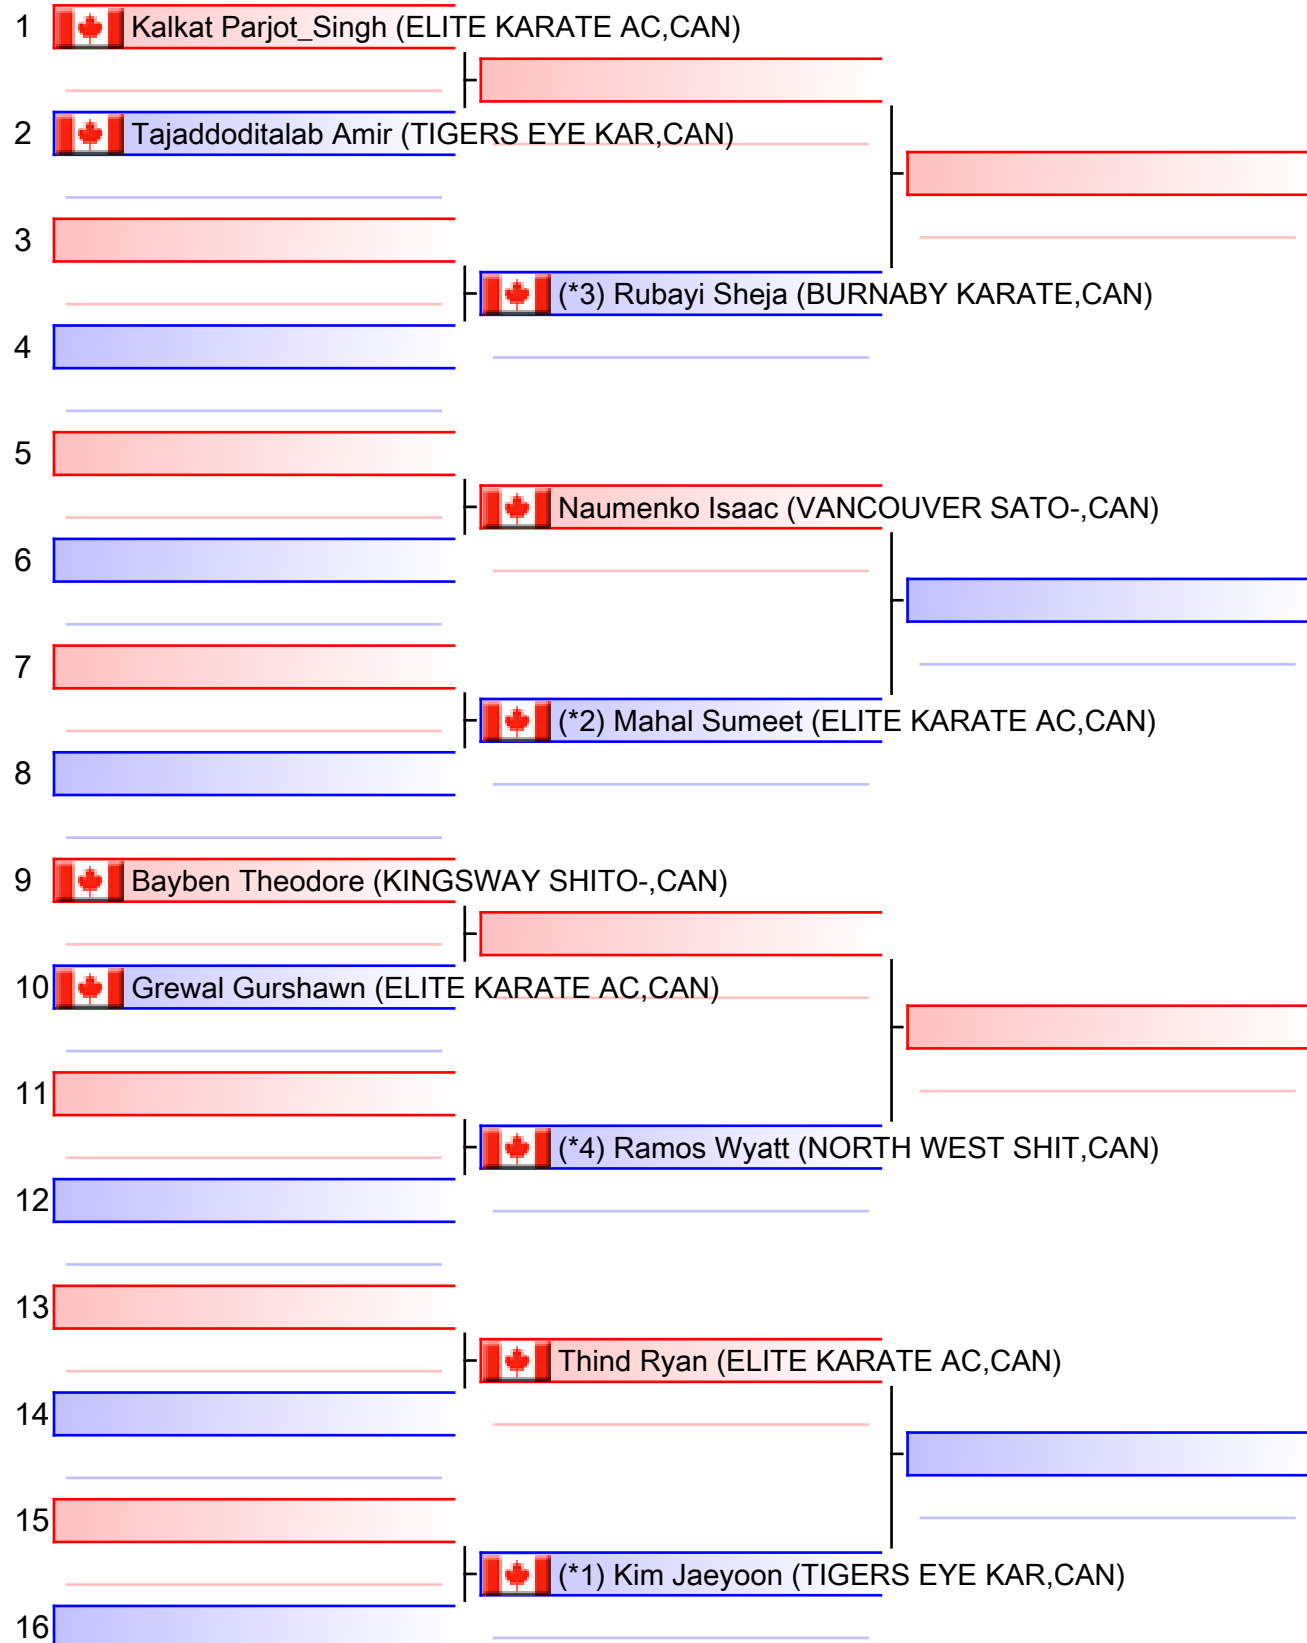 1 Kalkat Parjot_Singh (ELITE KARATE AC,CAN)
2 Tajaddoditalab Amir (TIGERS EYE KAR,CAN)
3
(*3) Rubayi Sheja (BURNABY KARATE,CAN)
4
5
Naumenko Isaac (VANCOUVER SATO-,CAN)
6
7
(*2) Mahal Sumeet (ELITE KARATE AC,CAN)
8
9 Bayben Theodore (KINGSWAY SHITO-,CAN)
10 Grewal Gurshawn (ELITE KARATE AC,CAN)
11
(*4) Ramos Wyatt (NORTH WEST SHIT,CAN)
12
13
Thind Ryan (ELITE KARATE AC,CAN)
14
15
(*1) Kim Jaeyoon (TIGERS EYE KAR,CAN)
16